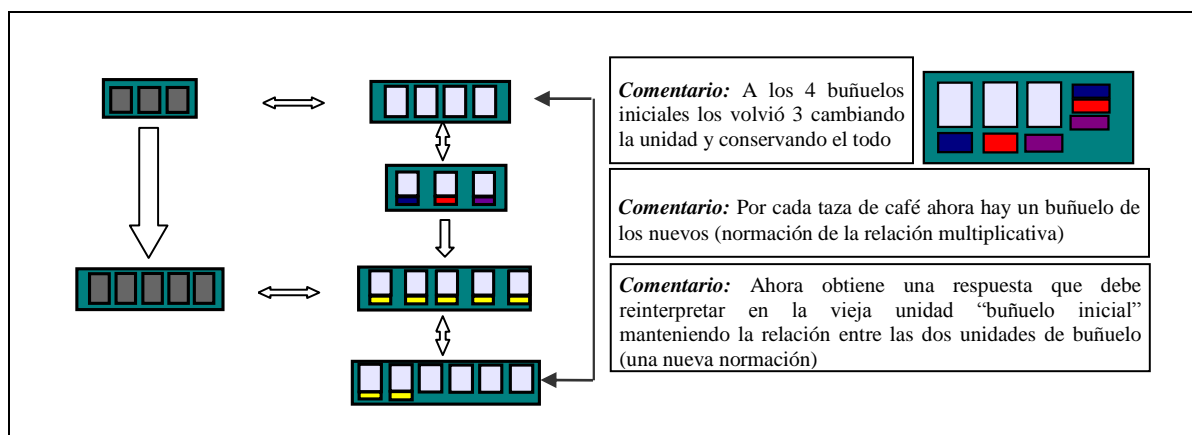 Comentario: A los 4 buñuelos
iniciales los volvió 3 cambiando
la unidad y conservando el todo
Comentario: Por cada taza de café ahora hay un buñuelo de
los nuevos (normación de la relación multiplicativa)
Comentario: Ahora obtiene una respuesta que debe
reinterpretar en la vieja unidad “buñuelo inicial”
manteniendo la relación entre las dos unidades de buñuelo
(una nueva normación)